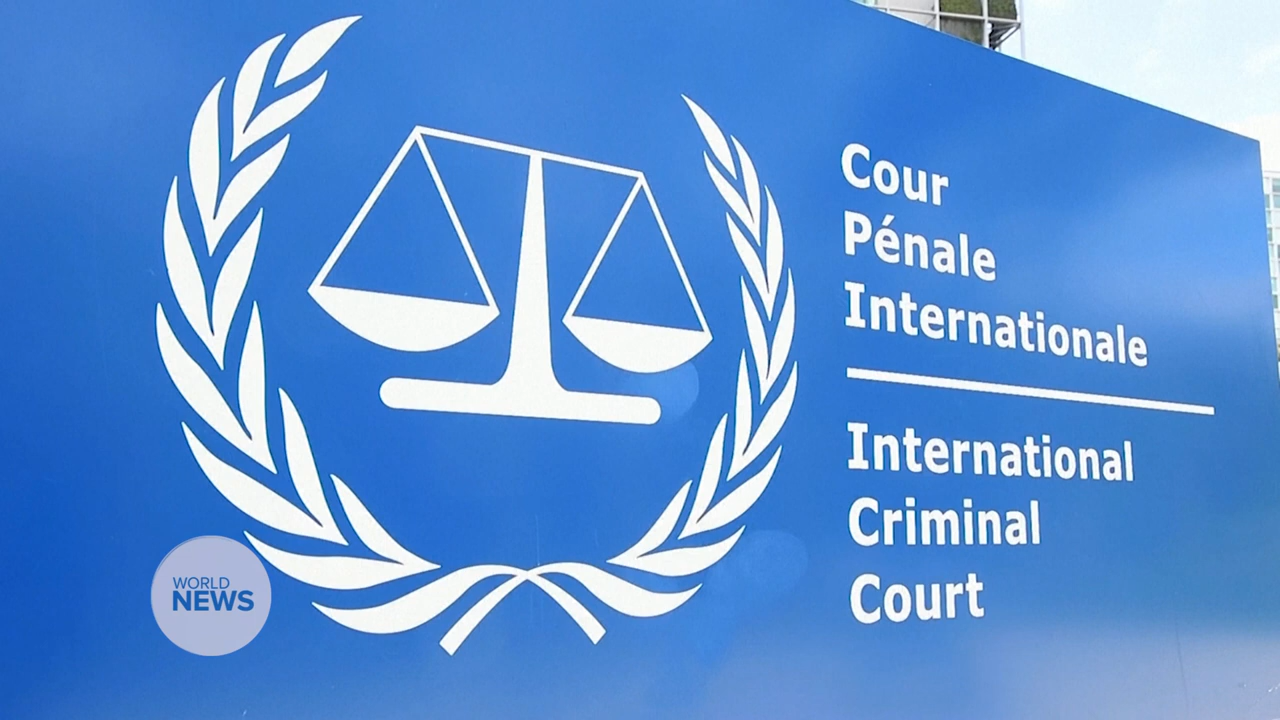 Cour
Pénale
Internationale
International
Criminal
Court
WORLD
NEWS